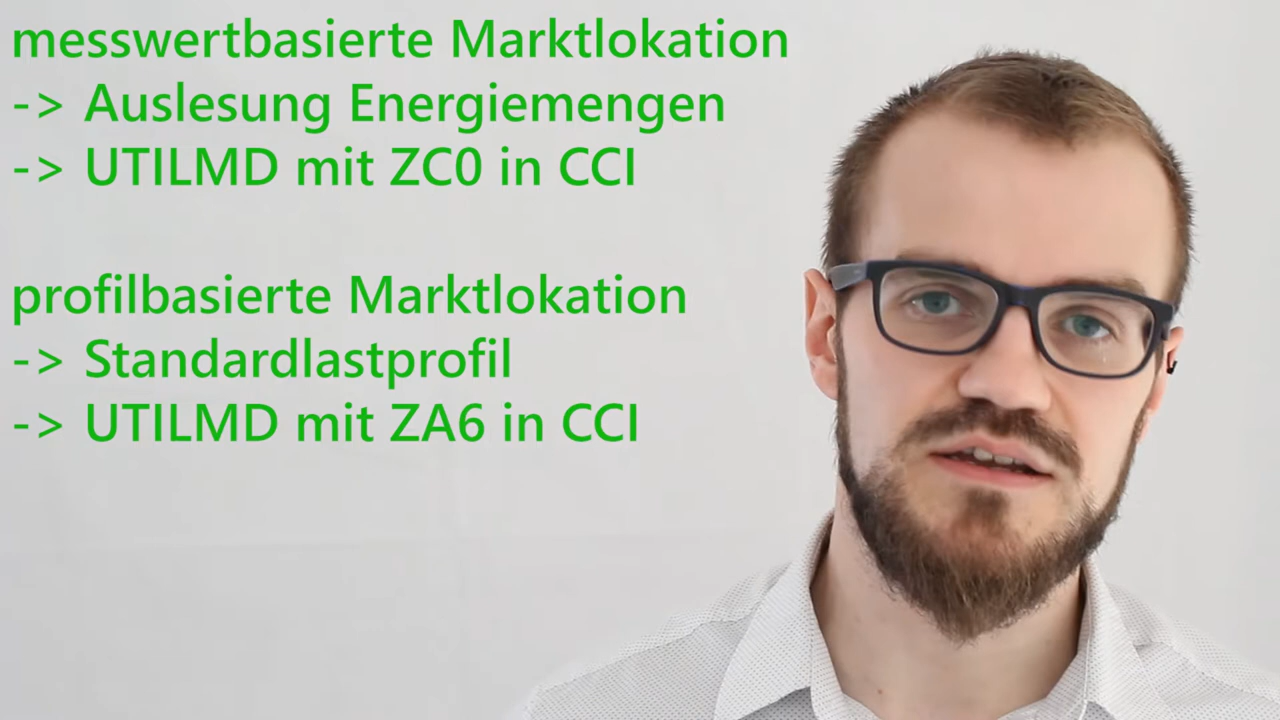 messwertbasierte Marktlokation
-> Auslesung Energiemengen
-> UTILMD mit ZC0 in CCI
profilbasierte Marktlokation
-> Standardlastprofil
-> UTILMD mit ZA6 in CCI